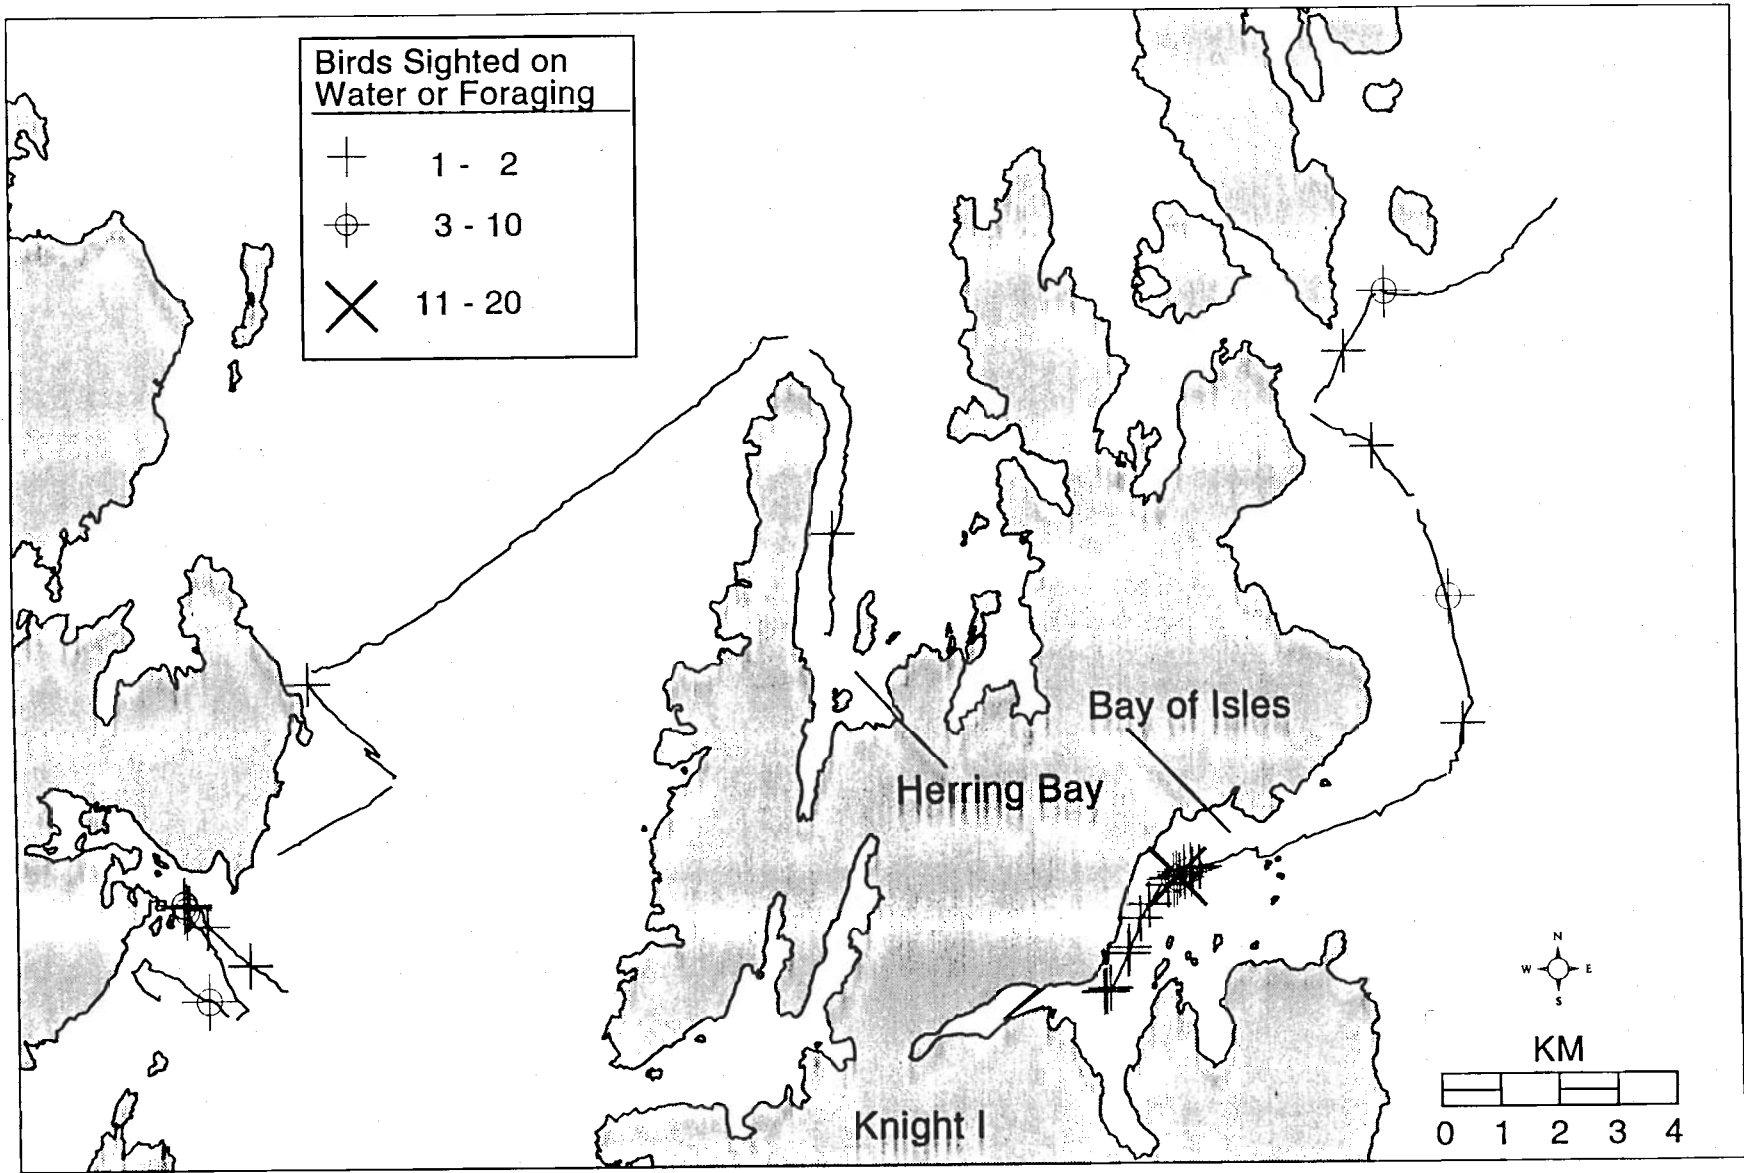 Birds Sighted on
Water or Foraging
1 - 2
3 - 10
11 - 20
Bay of Isles
Herring Bay
Knight I
N
W E
S
KM
0 1 2 3 4